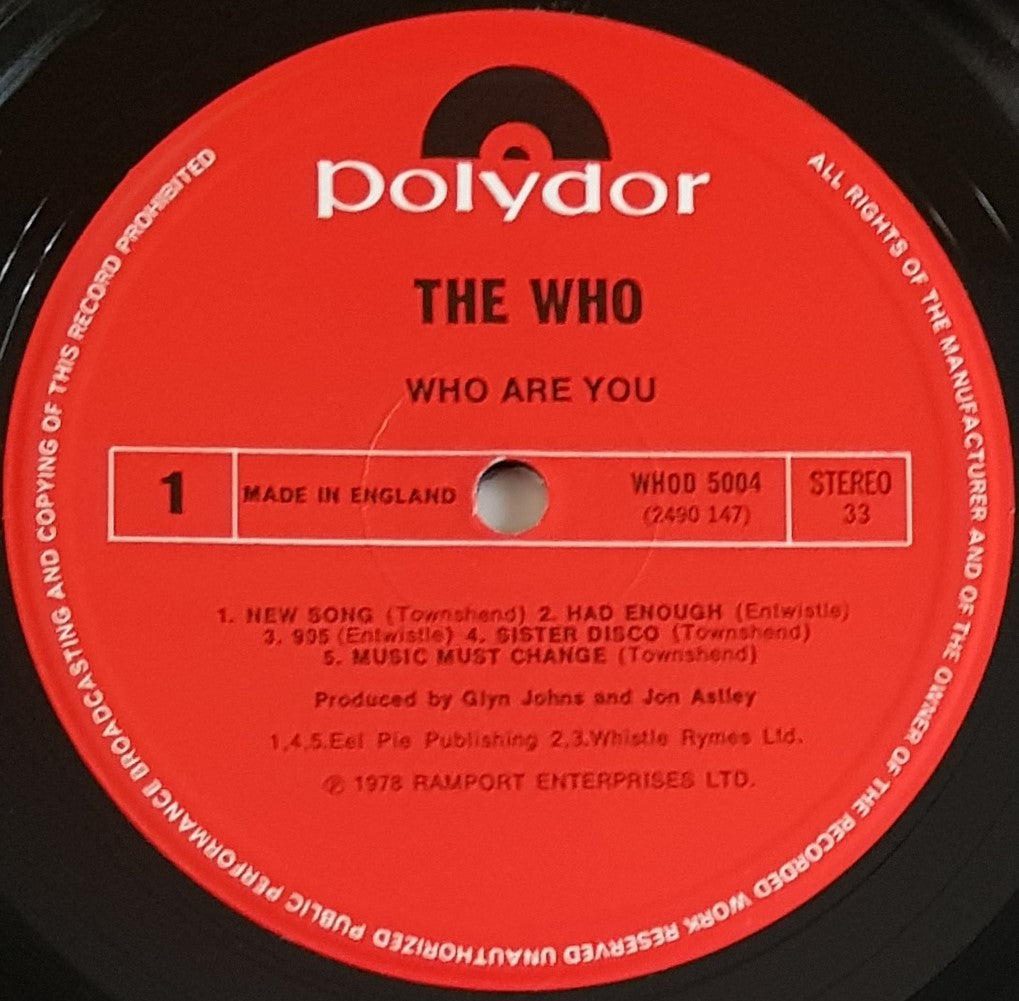 polydor
THE WHO
WHO ARE YOU
1
MADE IN ENGLAND
WHOD 5004
(2490 147)
STEREO
33
1. NEW SONG (Townshend) 2. HAD ENOUGH (Entwistle)
3. 905 (Entwistle) 4. SISTER DISCO (Townshend)
5. MUSIC MUST CHANGE (Townshend)
Produced by Glyn Johns and Jon Astley
1,4,5.Eel Pie Publishing 2,3.Whistle Rymes Ltd.
℗ 1978 RAMPORT ENTERPRISES LTD.
ALL RIGHTS OF THE MANUFACTURER AND OF THE OWNER OF THE RECORDED WORK RESERVED UNAUTHORIZED PUBLIC PERFORMANCE BROADCASTING AND COPYING OF THIS RECORD PROHIBITED